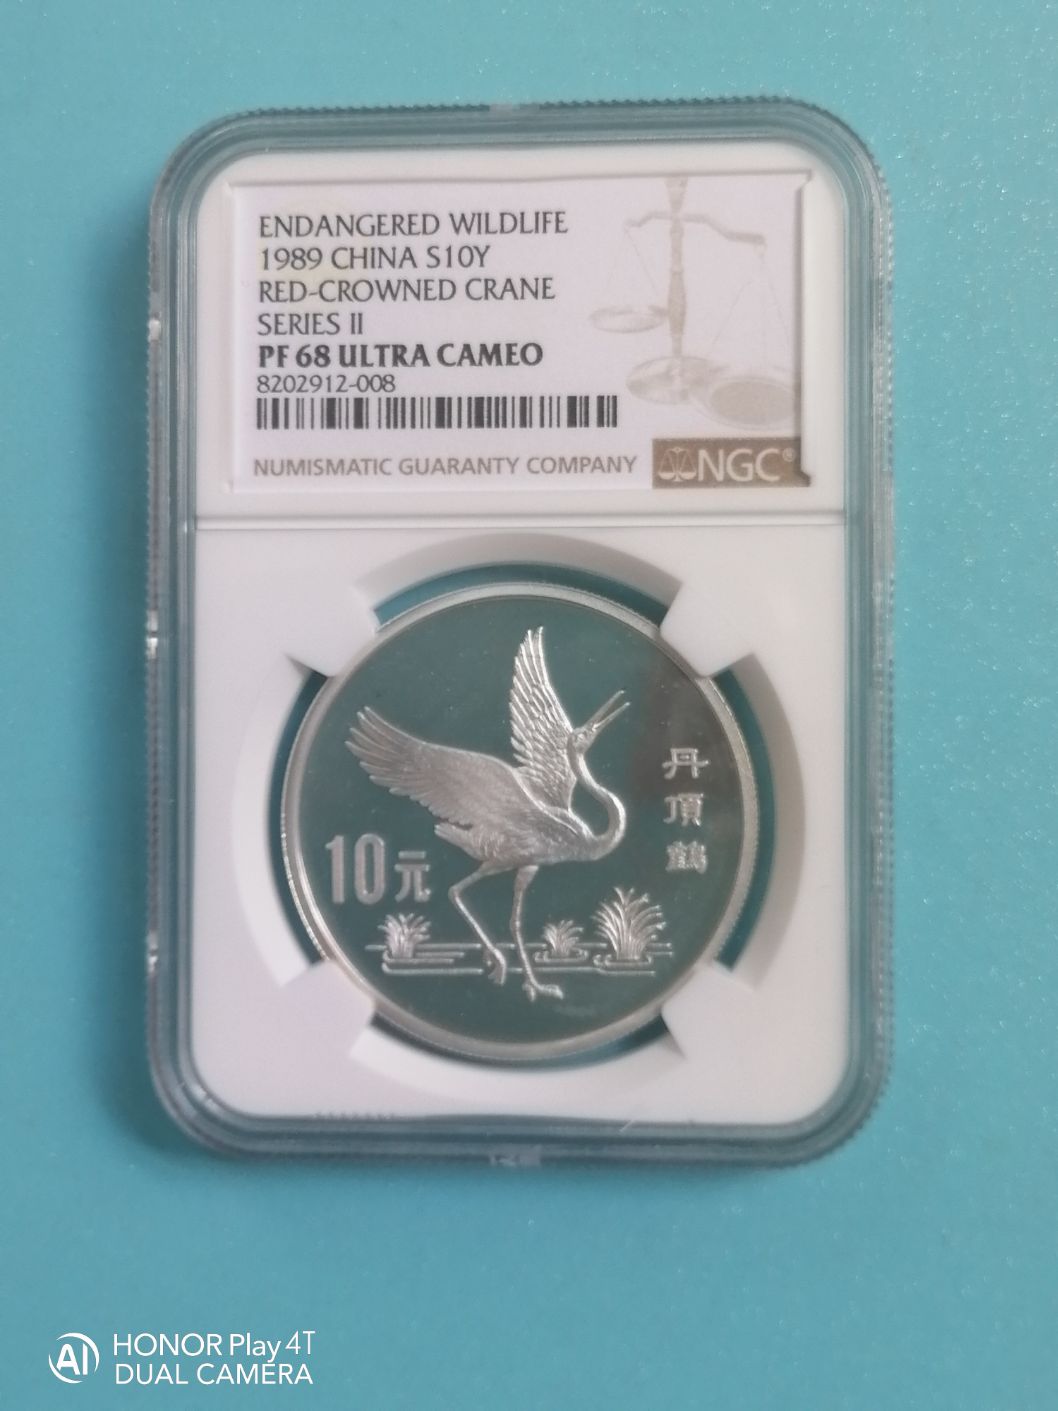 ENDANGERED WILDLIFE
1989 CHINA S10Y
RED-CROWNED CRANE
SERIES II
PF 68 ULTRA CAMEO
8202912-008
NUMISMATIC GUARANTY COMPANY
NGC®
丹
頂
鶴
10元
AI
HONOR Play 4T
DUAL CAMERA